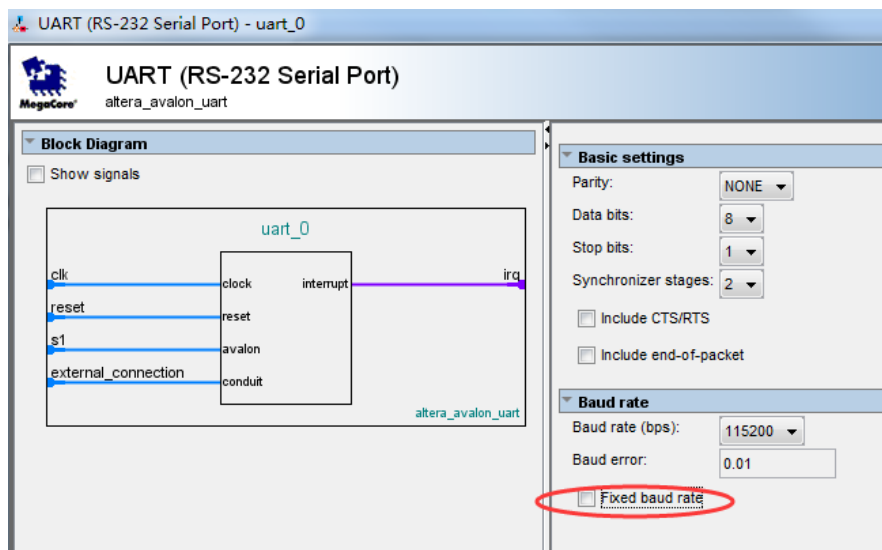 UART (RS-232 Serial Port) - uart_0
UART (RS-232 Serial Port)
MegaCore®
altera_avalon_uart
Block Diagram
Show signals
uart_0
clk
clock
interrupt
irq
reset
reset
s1
avalon
external_connection
conduit
altera_avalon_uart
Basic settings
Parity: NONE
Data bits: 8
Stop bits: 1
Synchronizer stages: 2
Include CTS/RTS
Include end-of-packet
Baud rate
Baud rate (bps): 115200
Baud error: 0.01
Fixed baud rate